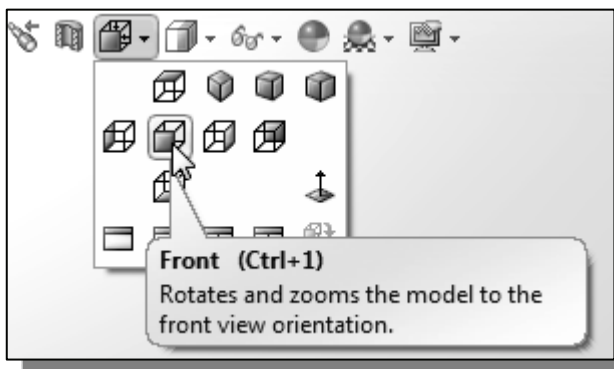 Front (Ctrl+1)
Rotates and zooms the model to the
front view orientation.